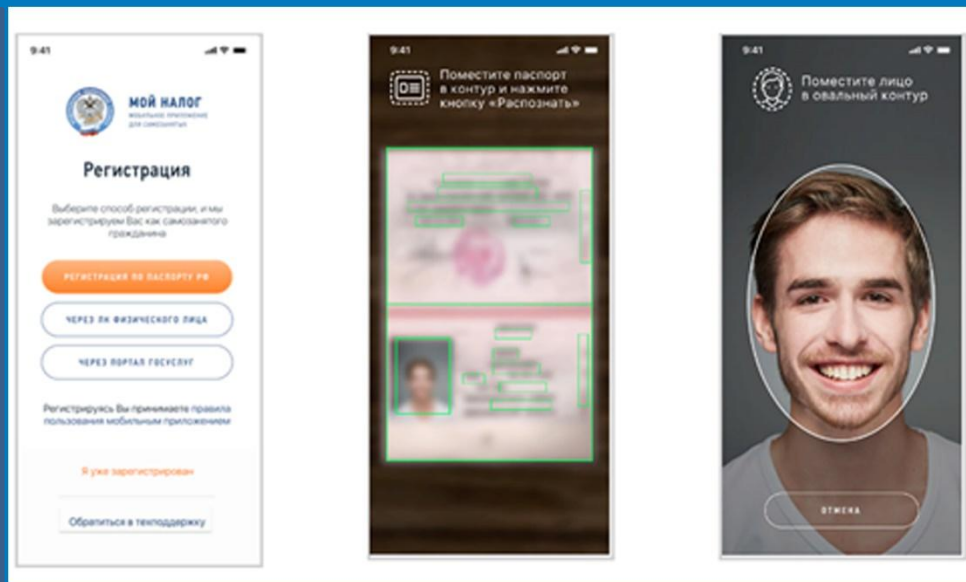 9:41
МОЙ НАЛОГ
МОБИЛЬНОЕ ПРИЛОЖЕНИЕ
ДЛЯ САМОЗАНЯТЫХ
Регистрация
Выберите способ регистрации, и мы
зарегистрируем Вас как самозанятого
гражданина
РЕГИСТРАЦИЯ ПО ПАСПОРТУ РФ
ЧЕРЕЗ ЛК ФИЗИЧЕСКОГО ЛИЦА
ЧЕРЕЗ ПОРТАЛ ГОСУСЛУГ
Регистрируясь Вы принимаете правила
пользования мобильным приложением
Я уже зарегистрирован
Обратиться в техподдержку
9:41
Поместите паспорт
в контур и нажмите
кнопку «Распознать»
9:41
Поместите лицо
в овальный контур
ОТМЕНА